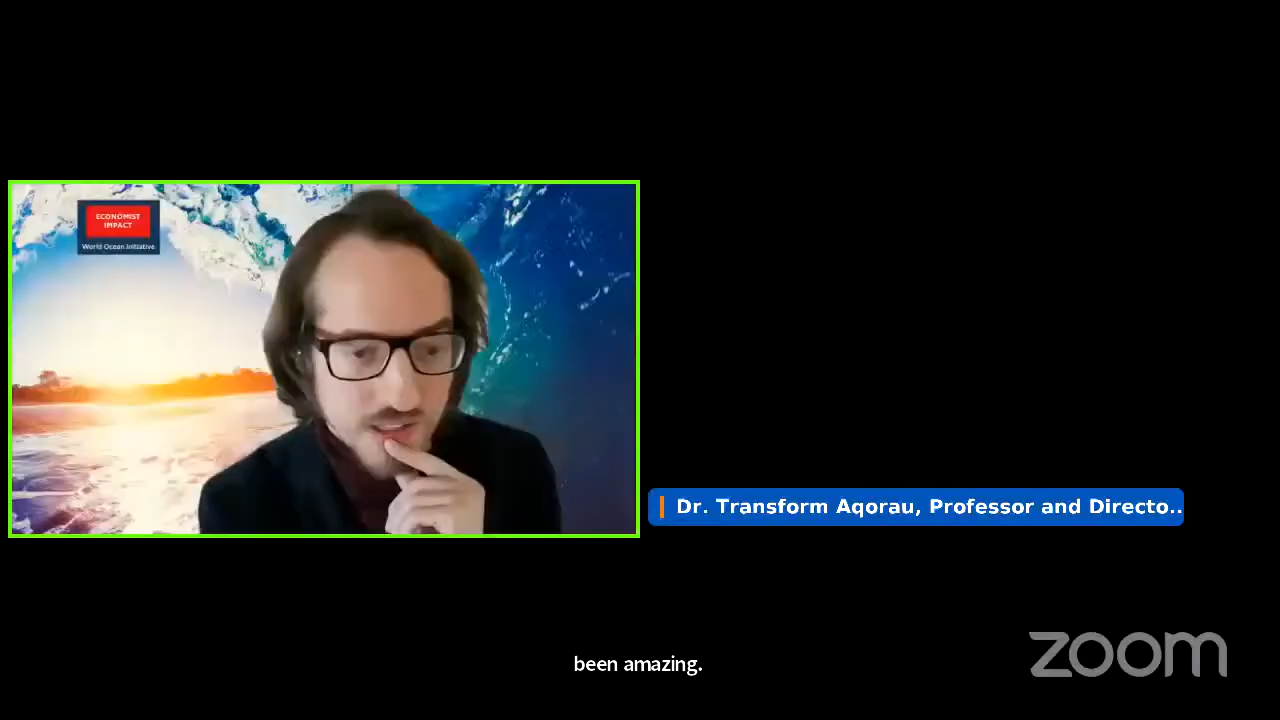 ECONOMIST
IMPACT
World Ocean Initiative
Dr. Transform Aqorau, Professor and Directo..
been amazing.
zoom